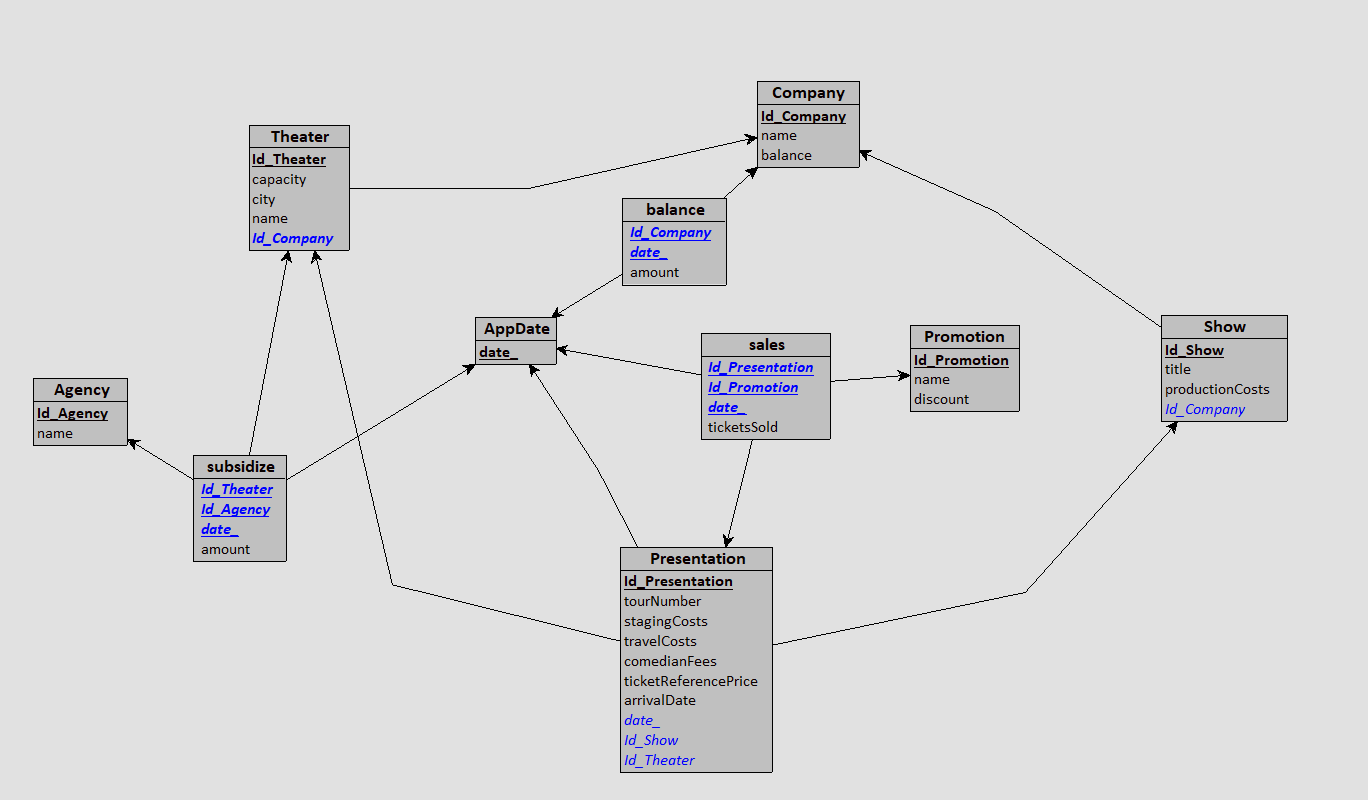 Company
Id_Company
name
balance
Theater
Id_Theater
capacity
city
name
Id_Company
balance
Id_Company
date_
amount
AppDate
date_
sales
Id_Presentation
Id_Promotion
date_
ticketsSold
Promotion
Id_Promotion
name
discount
Show
Id_Show
title
productionCosts
Id_Company
Agency
Id_Agency
name
subsidize
Id_Theater
Id_Agency
date_
amount
Presentation
Id_Presentation
tourNumber
stagingCosts
travelCosts
comedianFees
ticketReferencePrice
arrivalDate
date_
Id_Show
Id_Theater